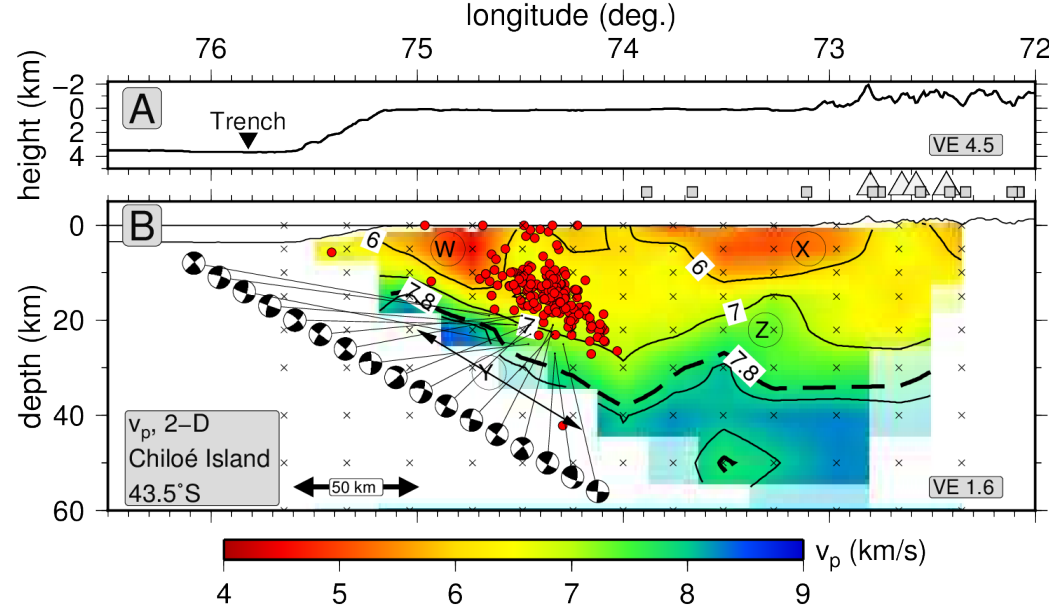 longitude (deg.)
76 75 74 73 72
height (km)
−2
0
2
4
A
Trench
VE 4.5
depth (km)
0
20
40
60
B
6
W
X
6
7.8
7
7
Z
Y
7.8
vp, 2−D
Chiloé Island
43.5°S
50 km
VE 1.6
4 5 6 7 8 9
vp (km/s)